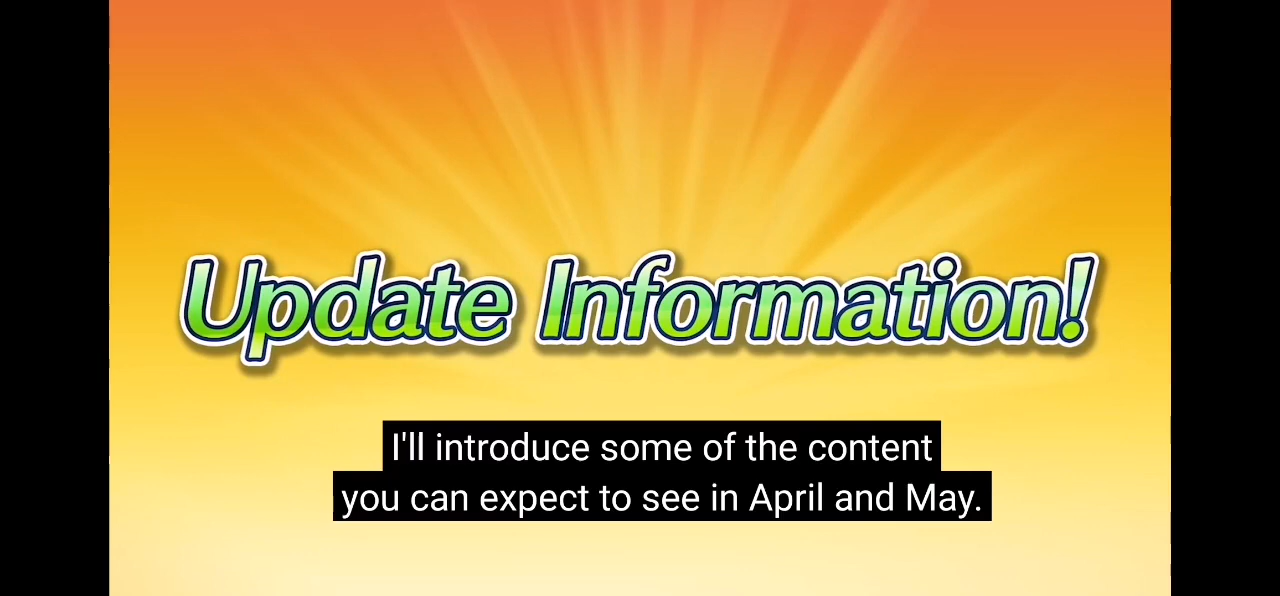 Update Information!
I'll introduce some of the content
you can expect to see in April and May.